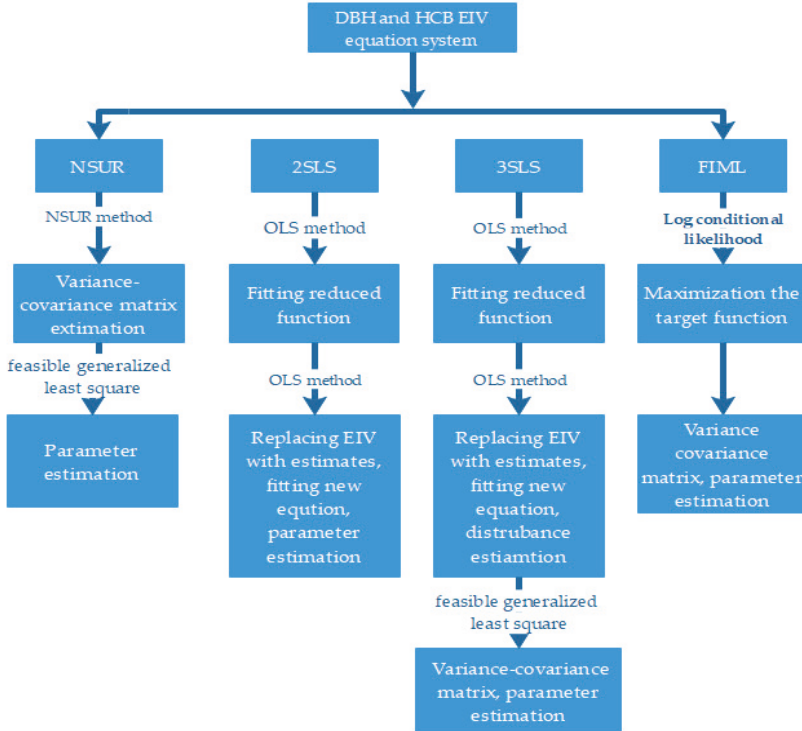 DBH and HCB EIV
equation system
NSUR
2SLS
3SLS
FIML
NSUR method
OLS method
OLS method
Log conditional
likelihood
Variance-
covariance matrix
extimation
Fitting reduced
function
Fitting reduced
function
Maximization the
target function
feasible generalized
least square
OLS method
OLS method
Parameter
estimation
Replacing EIV
with estimates,
fitting new
eqution,
parameter
estimation
Replacing EIV
with estimates,
fitting new
equation,
distrubance
estiamtion
Variance
covariance
matrix, parameter
estimation
feasible generalized
least square
Variance-covariance
matrix, parameter
estimation